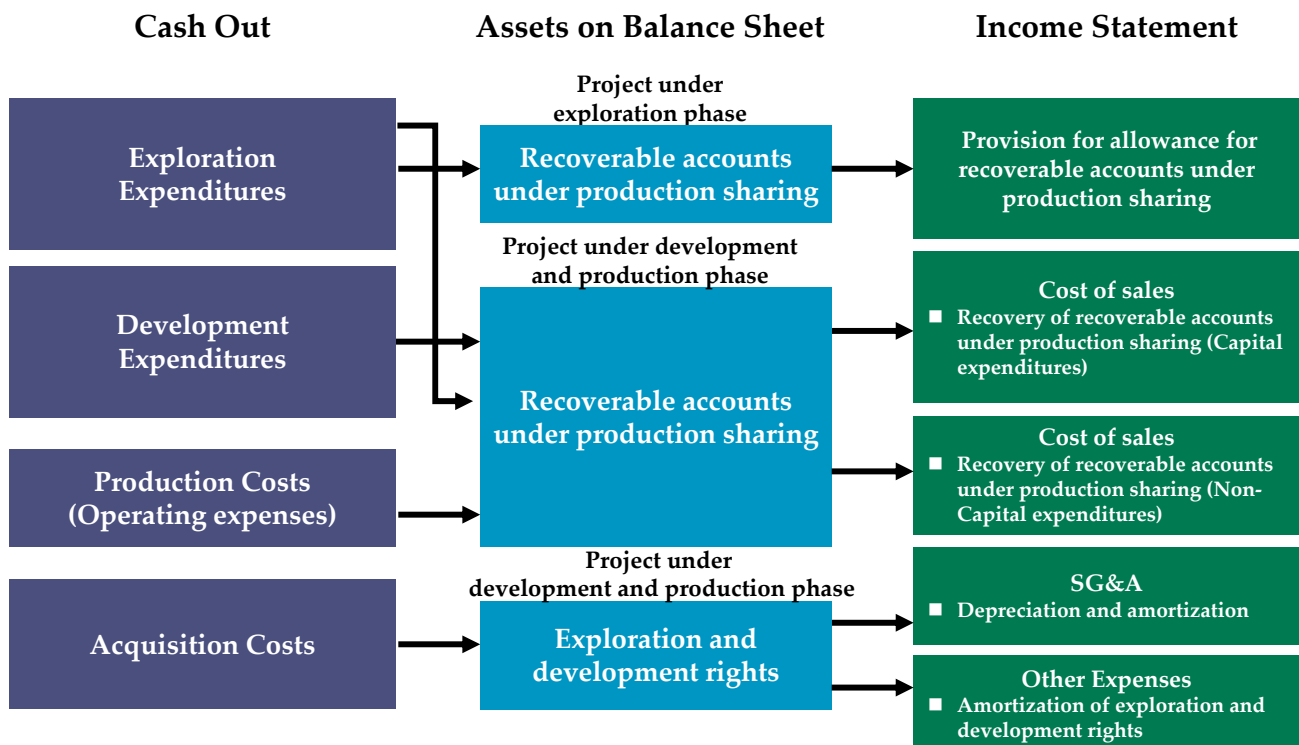 Cash Out
Assets on Balance Sheet
Income Statement
Exploration
Expenditures
Development
Expenditures
Production Costs
(Operating expenses)
Acquisition Costs
Project under
exploration phase
Recoverable accounts
under production sharing
Project under development
and production phase
Recoverable accounts
under production sharing
Project under
development and production phase
Exploration and
development rights
Provision for allowance for
recoverable accounts under
production sharing
Cost of sales
Recovery of recoverable accounts
under production sharing (Capital
expenditures)
Cost of sales
Recovery of recoverable accounts
under production sharing (Non-
Capital expenditures)
SG&A
Depreciation and amortization
Other Expenses
Amortization of exploration and
development rights